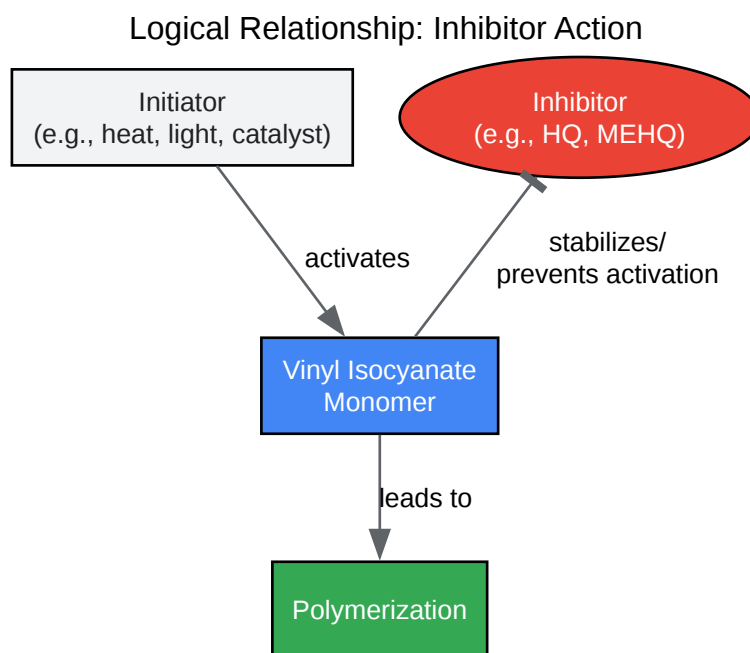 Logical Relationship: Inhibitor Action
Initiator
(e.g., heat, light, catalyst)
Inhibitor
(e.g., HQ, MEHQ)
activates
stabilizes/
prevents activation
Vinyl Isocyanate
Monomer
leads to
Polymerization